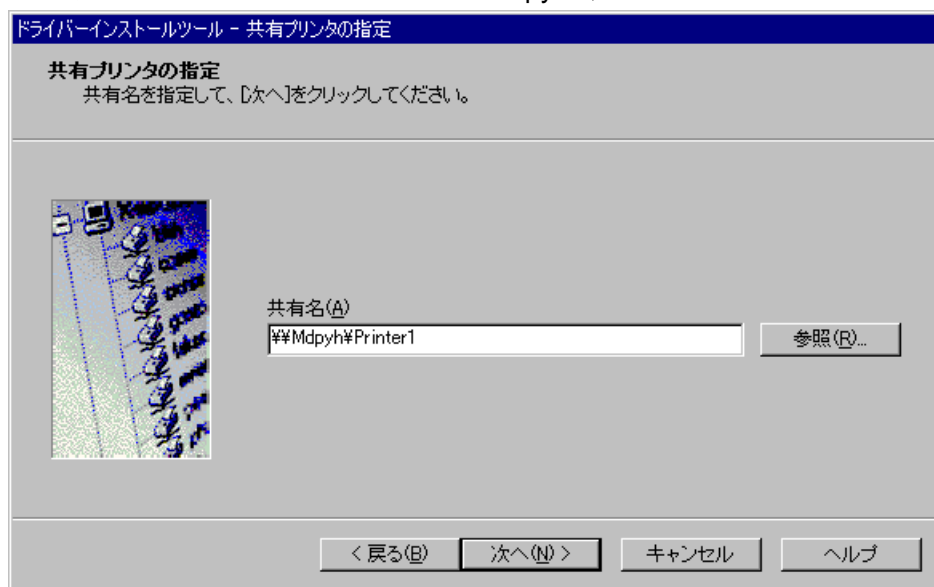 ドライバーインストールツール - 共有プリンタの指定
共有プリンタの指定
共有名を指定して、[次へ]をクリックしてください。
共有名(A)
¥¥Mdpyh¥Printer1
参照(R)...
< 戻る(B)
次へ(N) >
キャンセル
ヘルプ